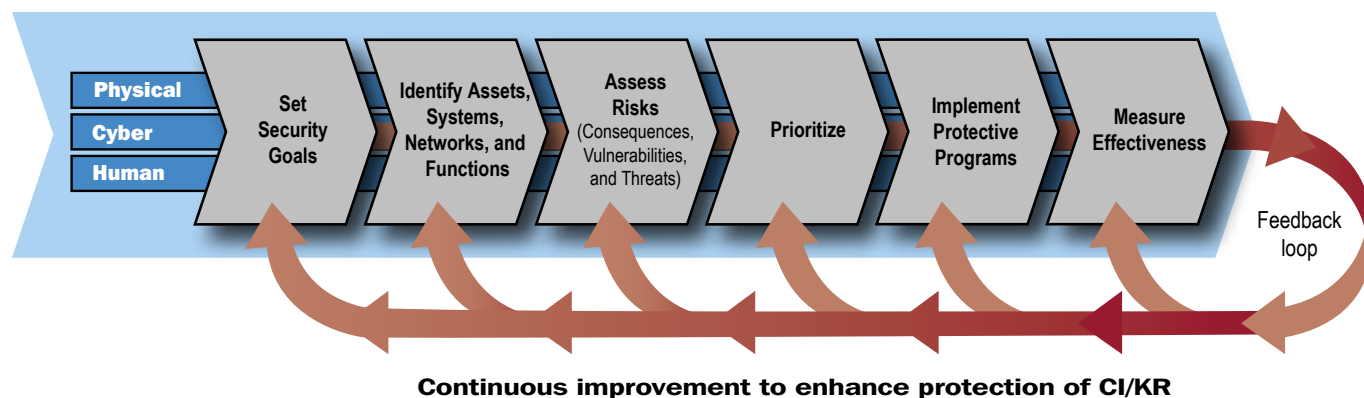 Physical
Cyber
Human
Set
Security
Goals
Identify Assets,
Systems,
Networks, and
Functions
Assess
Risks
(Consequences,
Vulnerabilities,
and Threats)
Prioritize
Implement
Protective
Programs
Measure
Effectiveness
Feedback
loop
Continuous improvement to enhance protection of CI/KR